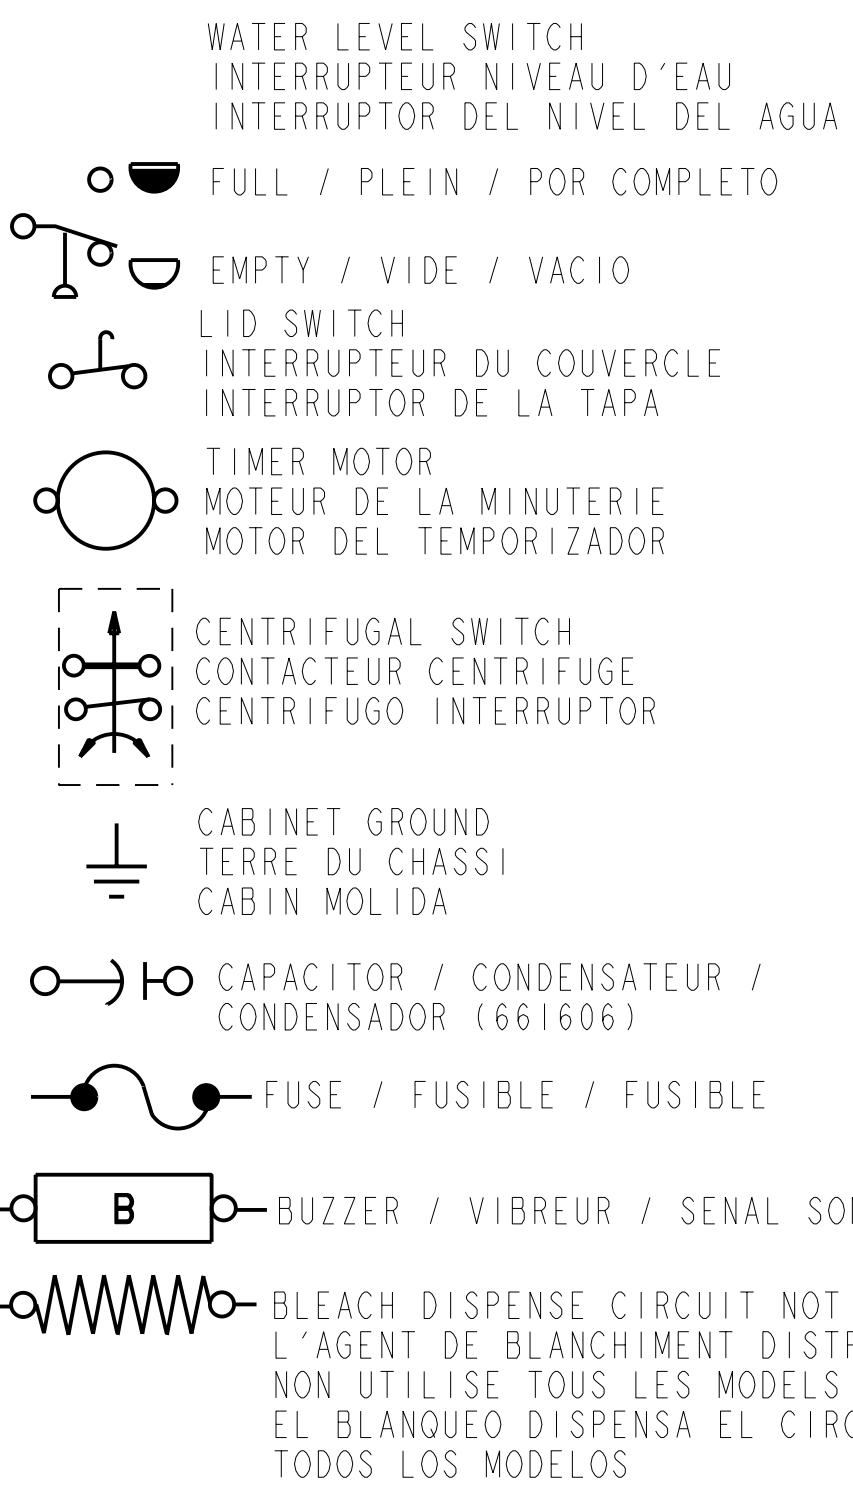 WATER LEVEL SWITCH
INTERRUPTEUR NIVEAU D'EAU
INTERRUPTOR DEL NIVEL DEL AGUA
FULL / PLEIN / POR COMPLETO
EMPTY / VIDE / VACIO
LID SWITCH
INTERRUPTEUR DU COUVERCLE
INTERRUPTOR DE LA TAPA
TIMER MOTOR
MOTEUR DE LA MINUTERIE
MOTOR DEL TEMPORIZADOR
CENTRIFUGAL SWITCH
CONTACTEUR CENTRIFUGE
CENTRIFUGO INTERRUPTOR
CABINET GROUND
TERRE DU CHASSI
CABIN MOLIDA
CAPACITOR / CONDENSATEUR /
CONDENSADOR (661606)
FUSE / FUSIBLE / FUSIBLE
B BUZZER / VIBREUR / SENAL
BLEACH DISPENSE CIRCUIT NOT
L'AGENT DE BLANCHIMENT
NON UTILISE TOUS LES MODELS
EL BLANQUEO DISPENSA EL
TODOS LOS MODELOS